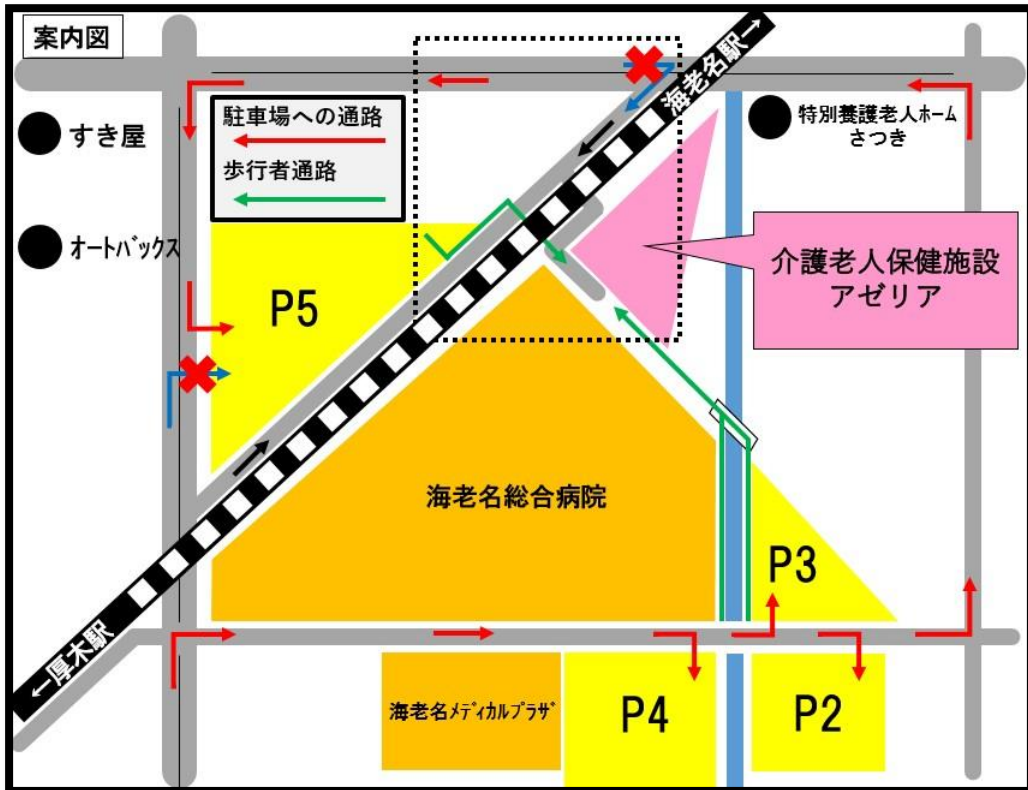 案内図
海老名駅→
すき屋
駐車場への通路
歩行者通路
特別養護老人ホーム
さつき
オートバックス
P5
介護老人保健施設
アゼリア
海老名総合病院
P3
←厚木駅
海老名ﾒﾃﾞｨｶﾙﾌﾟﾗｻﾞ
P4
P2